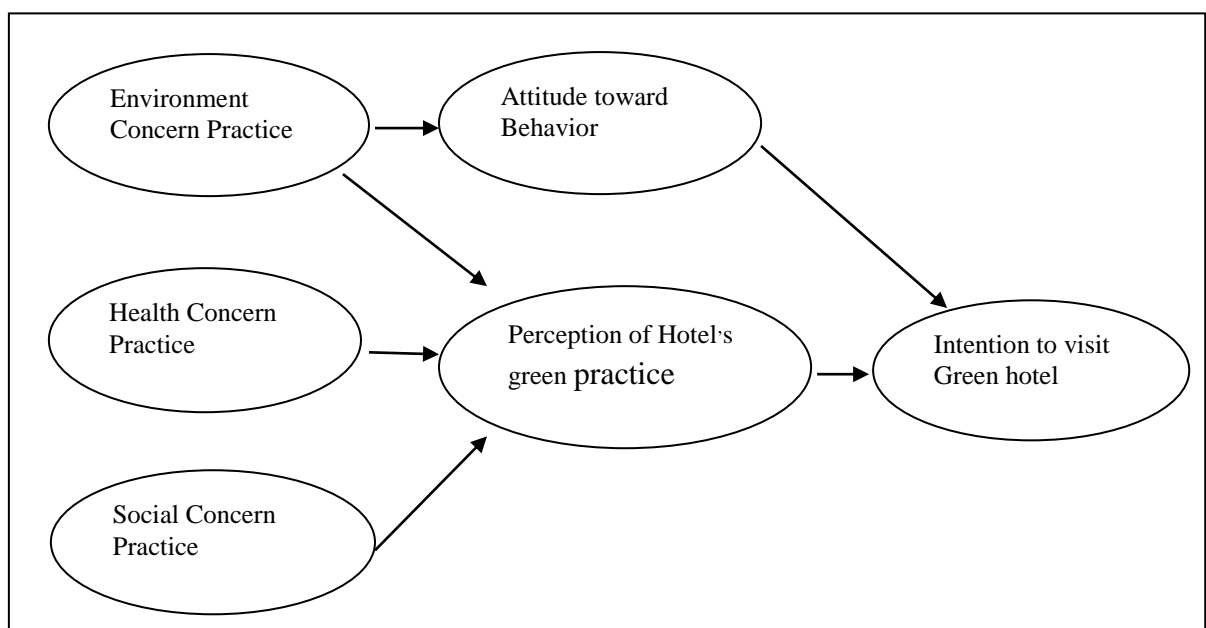 Environment
Concern Practice
Attitude toward
Behavior
Health Concern
Practice
Perception of Hotel's
green practice
Intention to visit
Green hotel
Social Concern
Practice